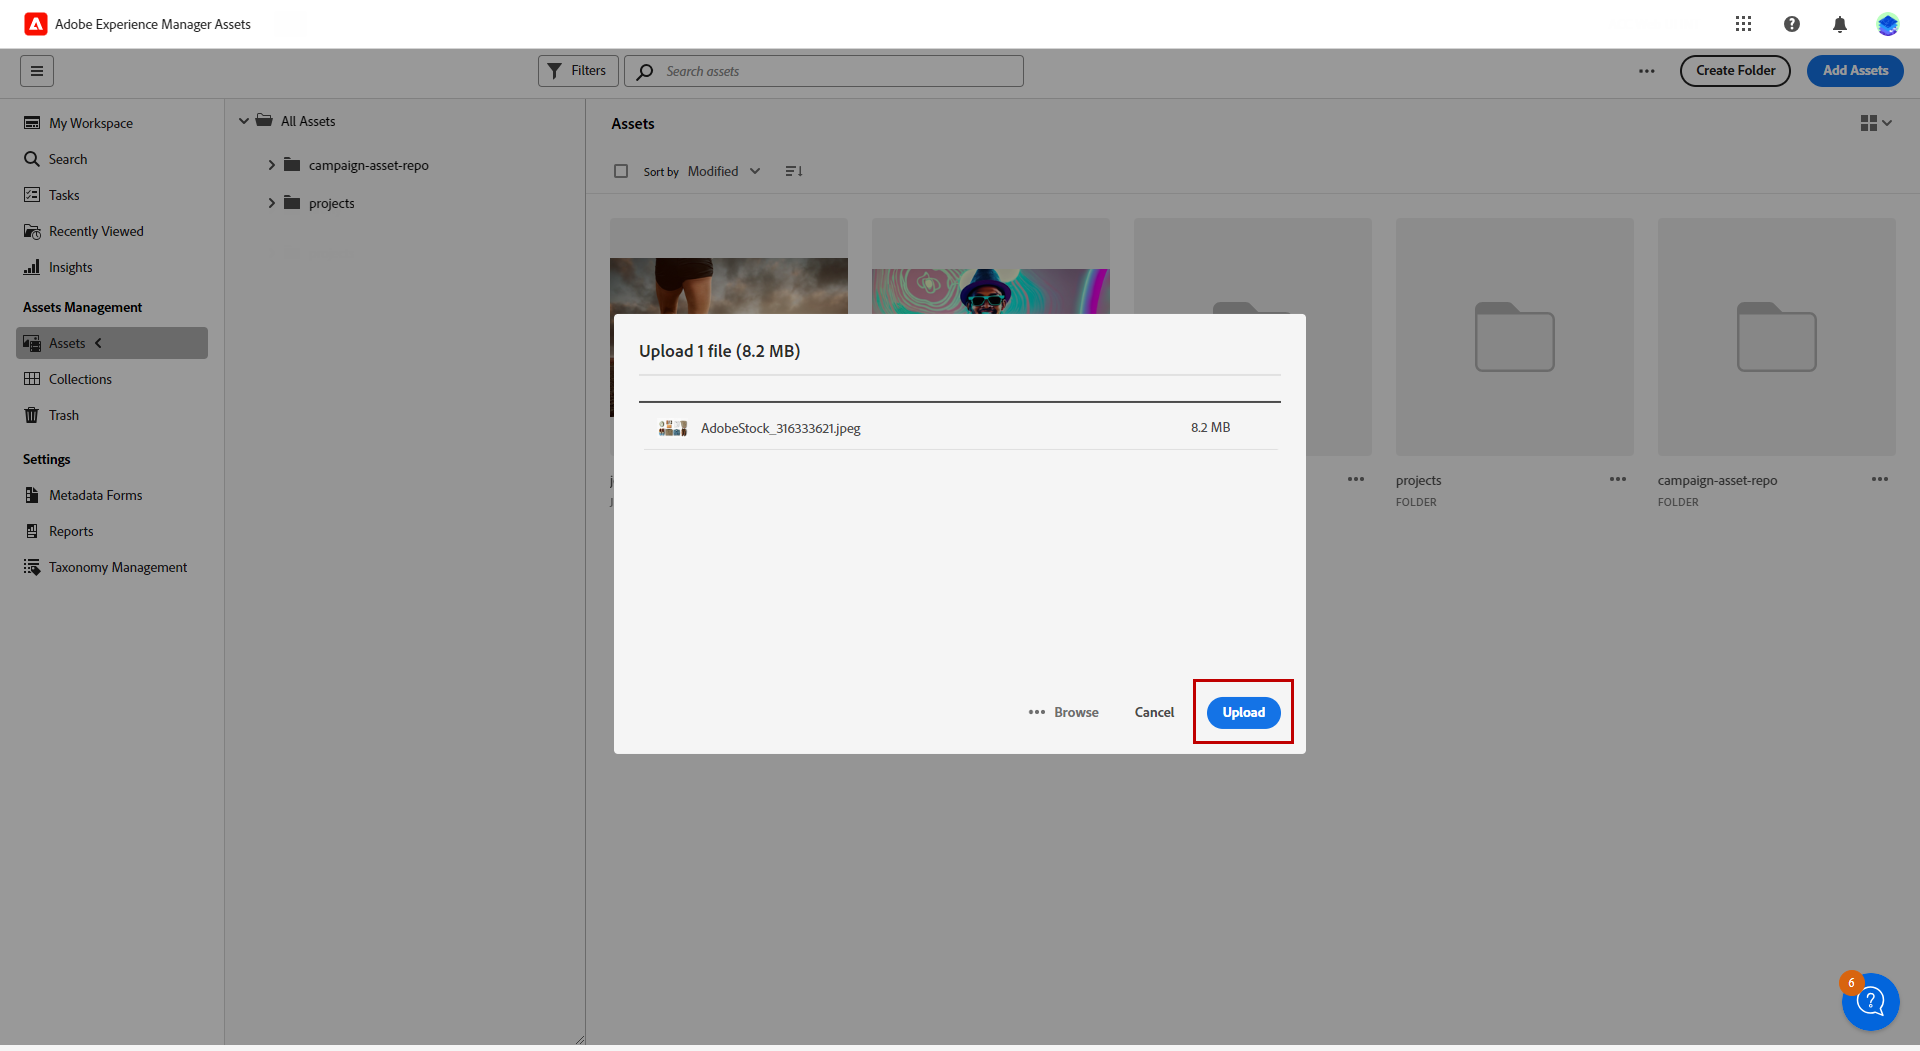 Adobe Experience Manager Assets
Filters
Search assets
Create Folder
Add Assets
My Workspace
Search
Tasks
Recently Viewed
Insights
Assets Management
Assets
Collections
Trash
Settings
Metadata Forms
Reports
Taxonomy Management
All Assets
campaign-asset-repo
projects
Assets
Sort by Modified
Upload 1 file (8.2 MB)
AdobeStock_316333621.jpeg 8.2 MB
Browse Cancel Upload
projects
FOLDER
campaign-asset-repo
FOLDER
6